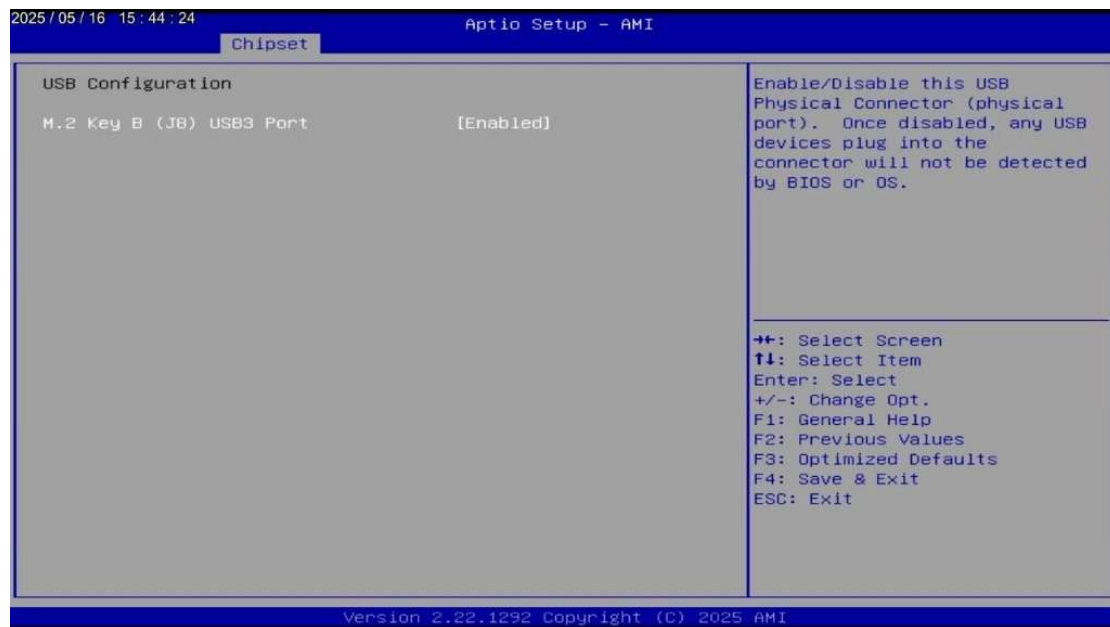 2025/05/16 15:44:24
Aptio Setup - AMI
Chipset
USB Configuration
M.2 Key B (J8) USB3 Port [Enabled]
Enable/Disable this USB
Physical Connector (physical
port). Once disabled, any USB
devices plug into the
connector will not be detected
by BIOS or OS.
→←: Select Screen
↑↓: Select Item
Enter: Select
+/-: Change Opt.
F1: General Help
F2: Previous Values
F3: Optimized Defaults
F4: Save & Exit
ESC: Exit
Version 2.22.1292 Copyright (C) 2025 AMI